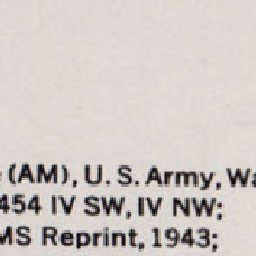 (AM), U. S. Army, Wa
454 IV SW, IV NW;
MS Reprint, 1943;